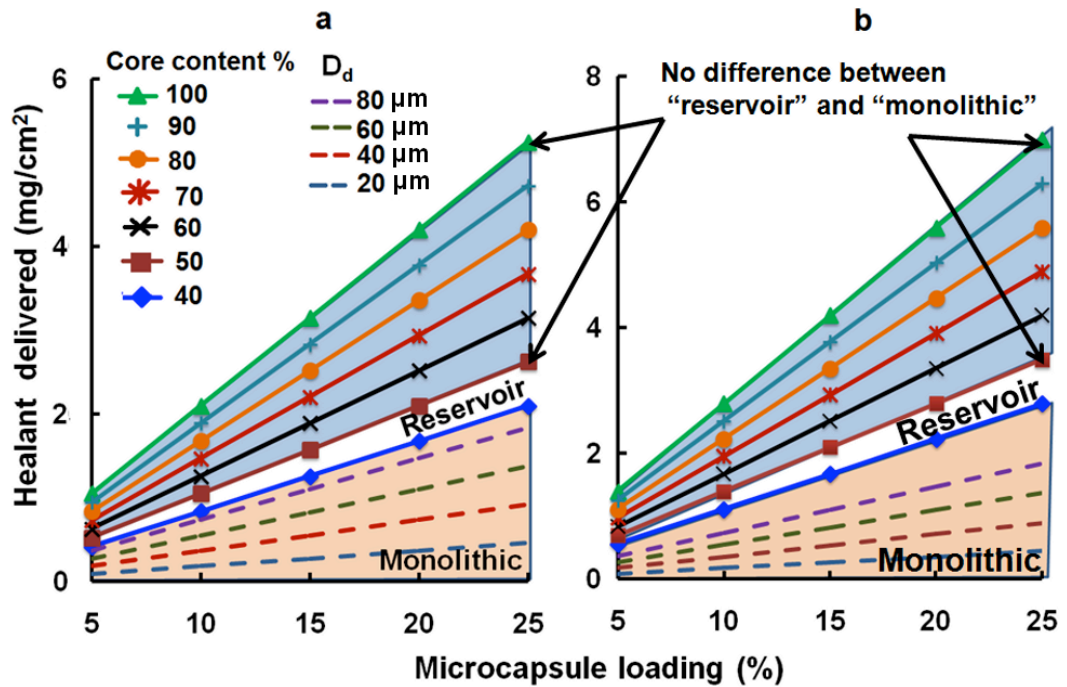 a
b
Core content %
100
90
80
70
60
50
40
D_d
80 μm
60 μm
40 μm
20 μm
No difference between
“reservoir” and “monolithic”
Healant delivered (mg/cm²)
6
4
2
0
8
6
4
2
0
Reservoir
Monolithic
Reservoir
Monolithic
5 10 15 20 25
5 10 15 20 25
Microcapsule loading (%)